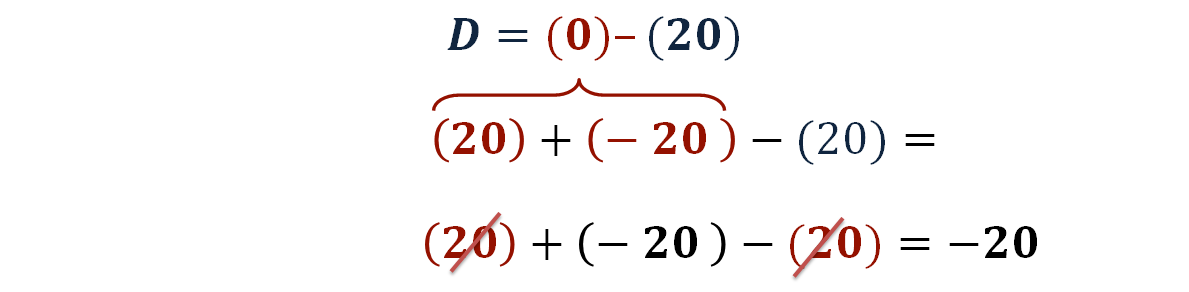 D = (0)– (20)
(20) + (− 20 ) − (20) =
(20) + (− 20 ) − (20) = −20